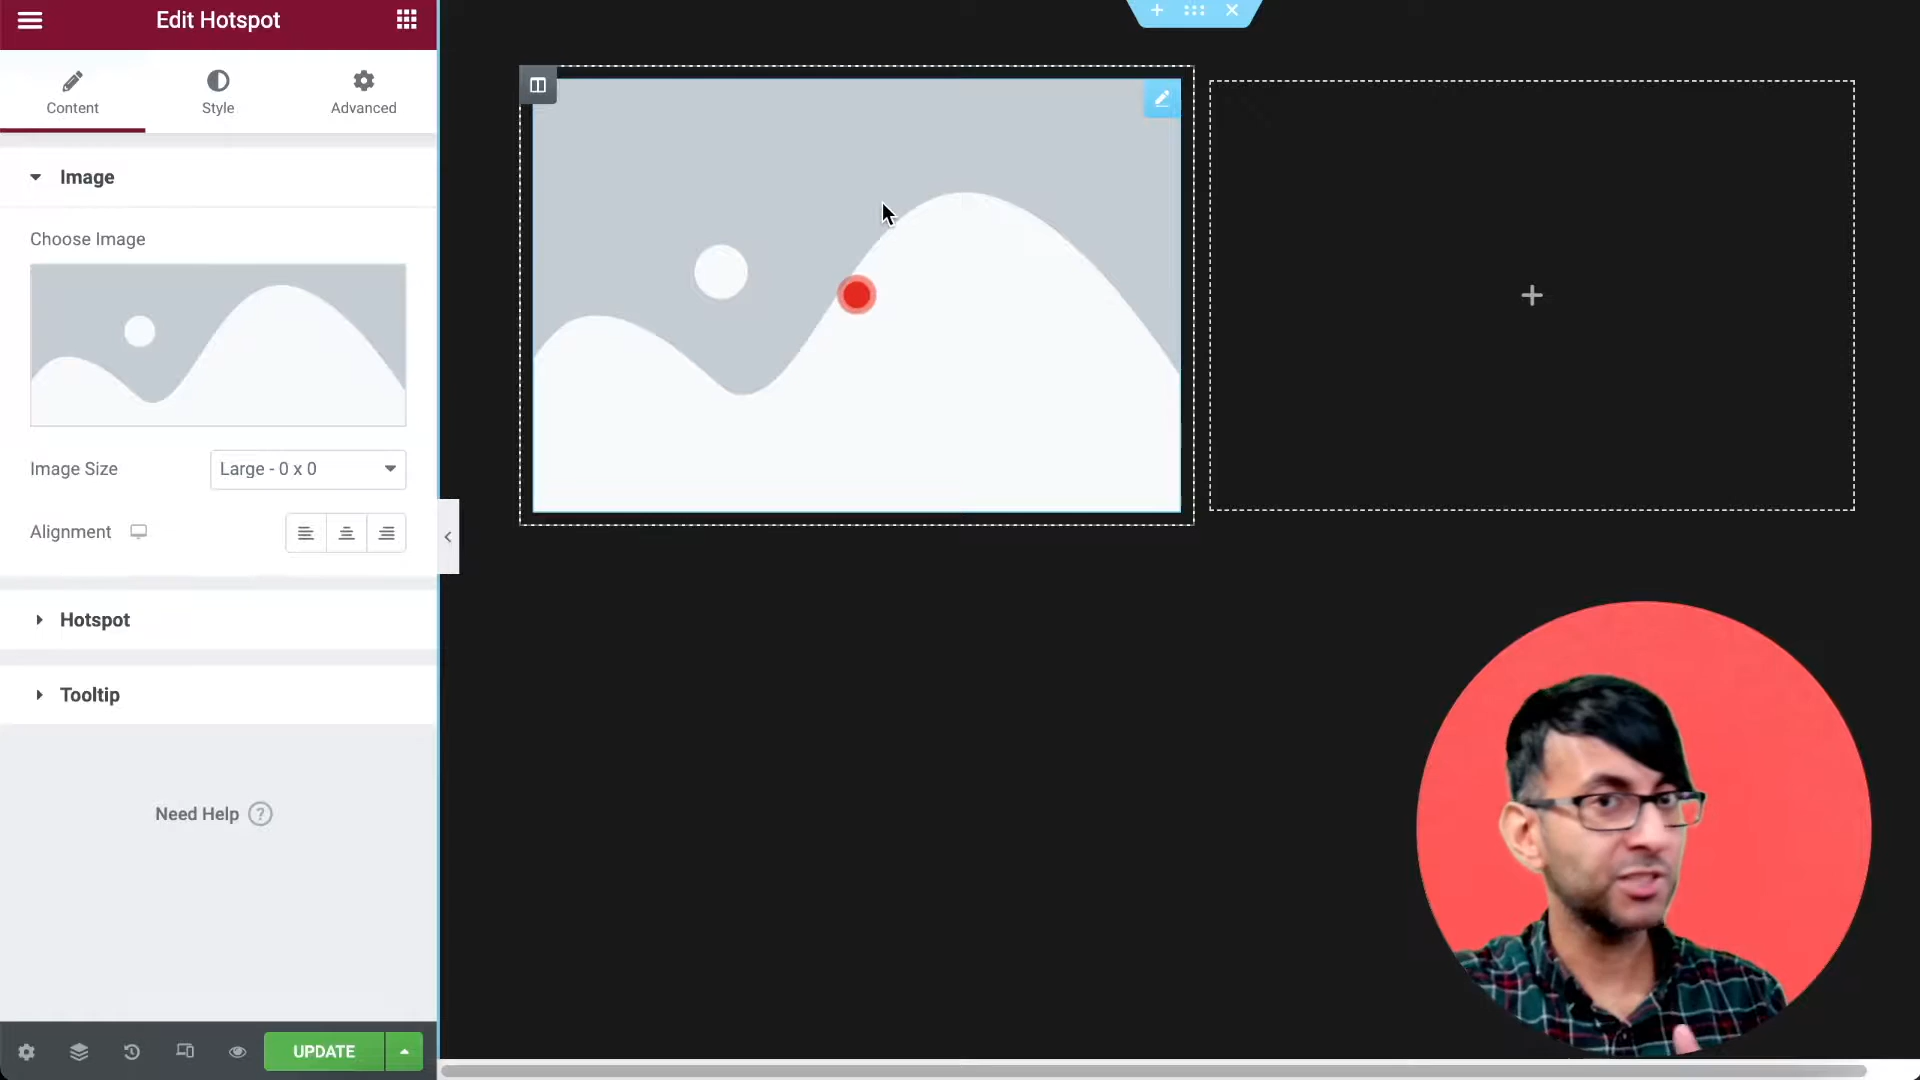 Edit Hotspot
Content
Style
Advanced
Image
Choose Image
Image Size
Large - 0 x 0
Alignment
Hotspot
Tooltip
Need Help ?
UPDATE